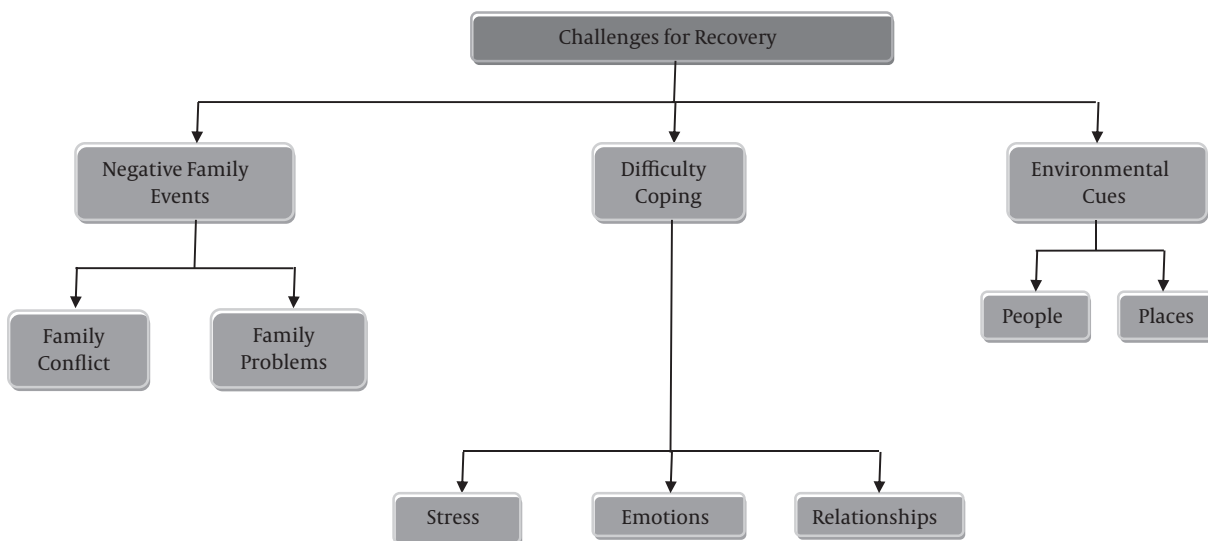 Challenges for Recovery
Negative Family
Events
Difficulty
Coping
Environmental
Cues
Family
Conflict
Family
Problems
People
Places
Stress
Emotions
Relationships